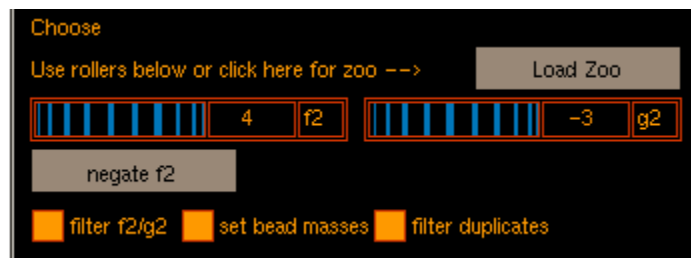 Choose
Use rollers below or click here for zoo --> Load Zoo
4 f2 -3 g2
negate f2
filter f2/g2 set bead masses filter duplicates